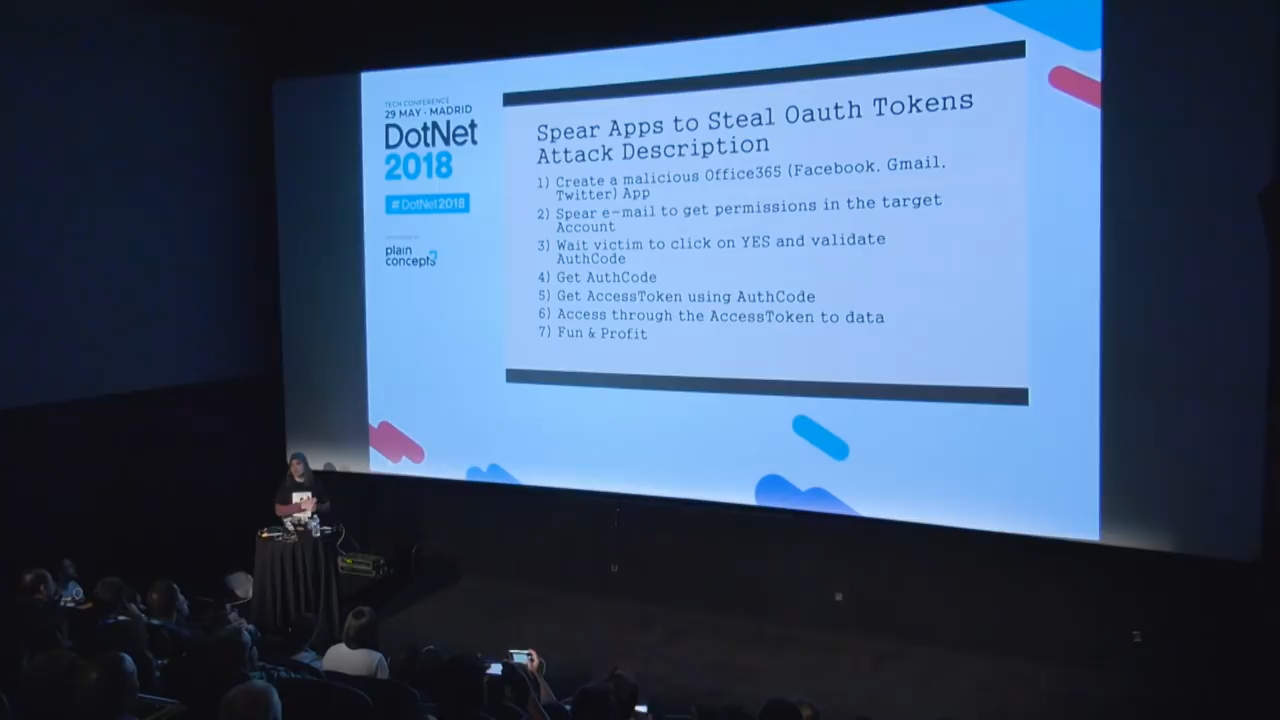 TECH CONFERENCE
29 MAY - MADRID
DotNet
2018
#DotNet2018
plain
concepts
Spear Apps to Steal Oauth Tokens
Attack Description
1) Create a malicious Office365 (Facebook. Gmail.
Twitter) App
2) Spear e-mail to get permissions in the target
Account
3) Wait victim to click on YES and validate
AuthCode
4) Get AuthCode
5) Get AccessToken using AuthCode
6) Access through the AccessToken to data
7) Fun & Profit